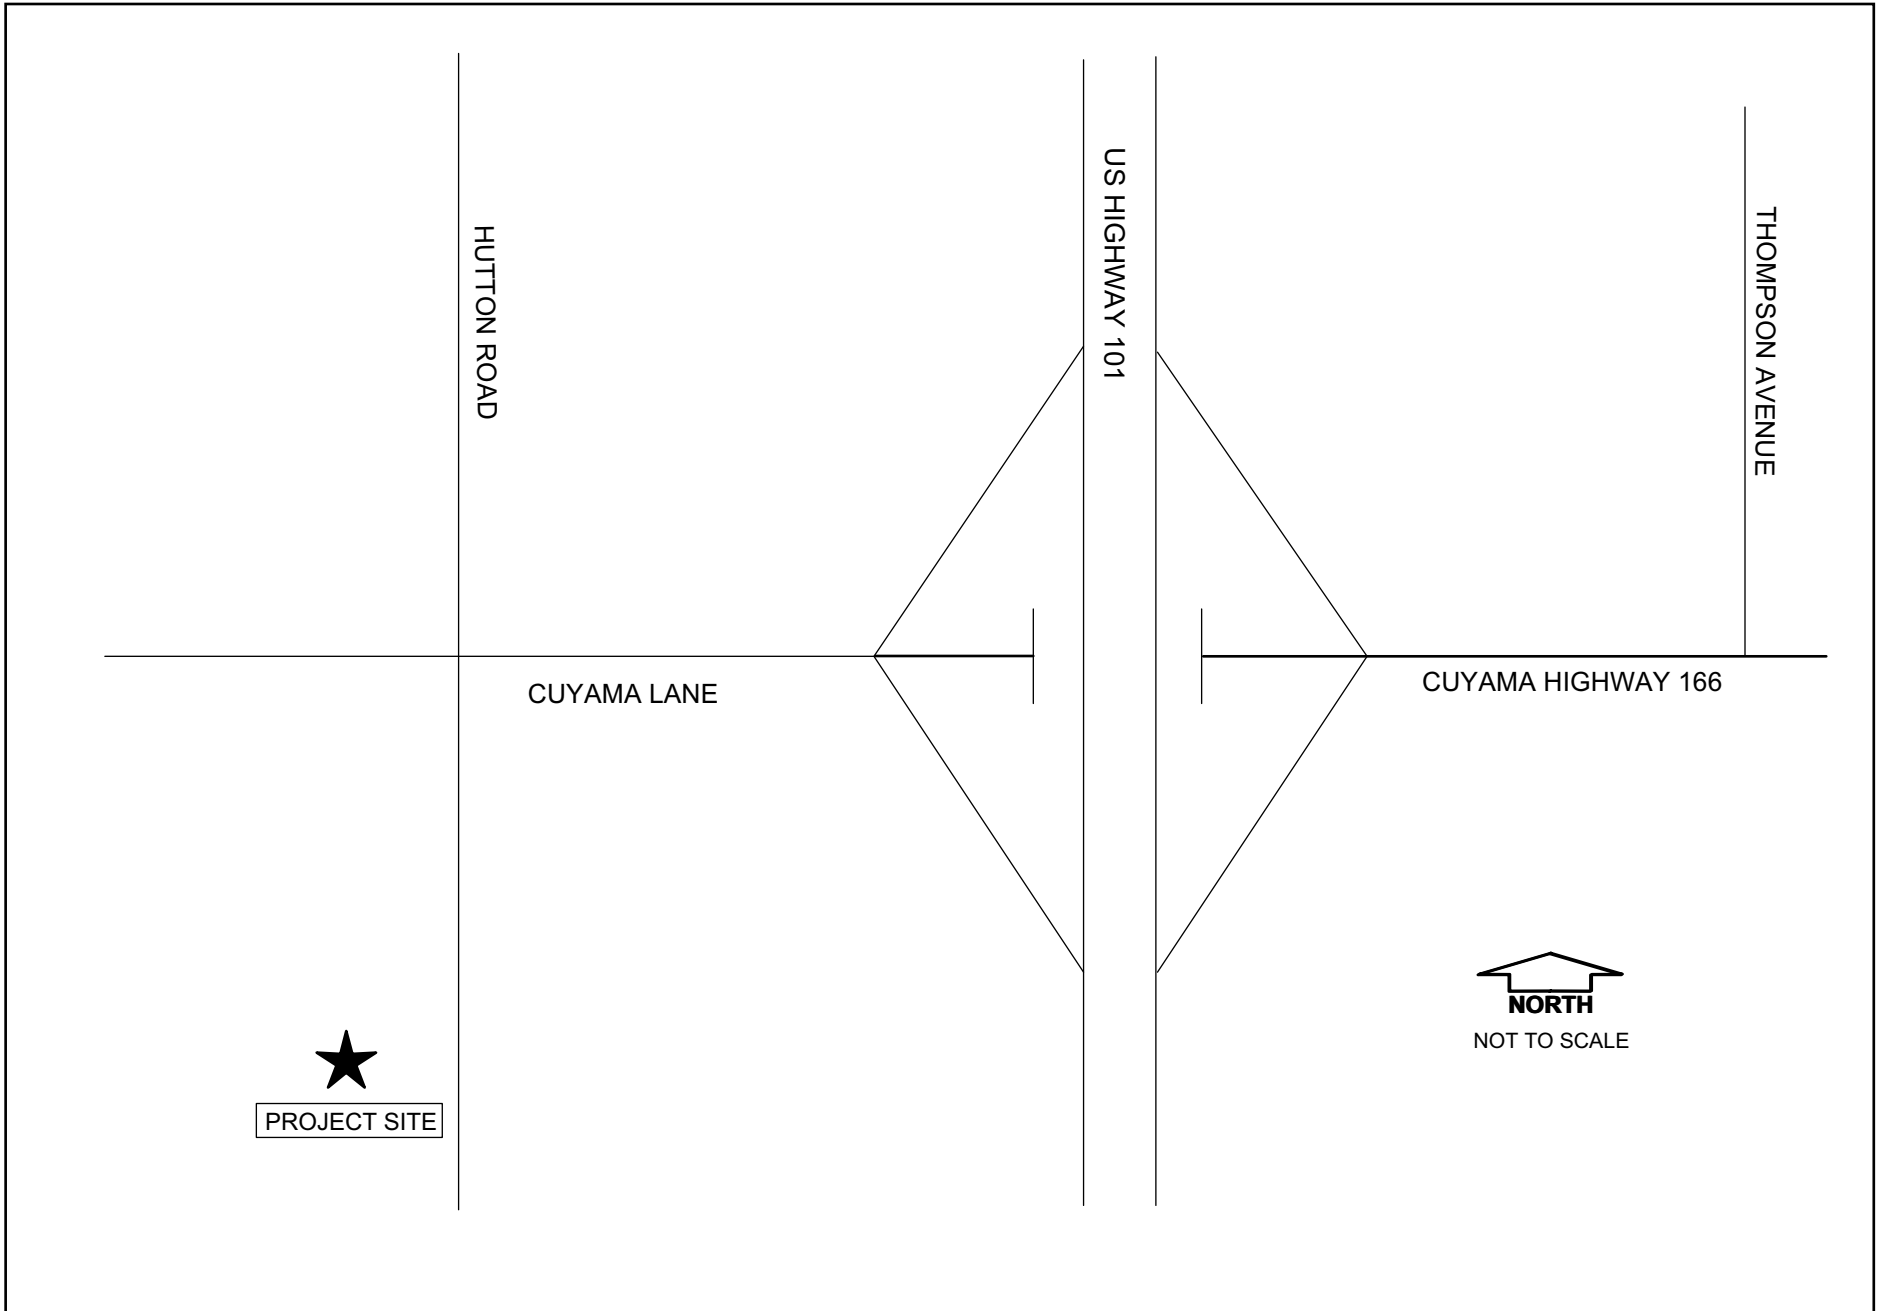 US HIGHWAY 101
THOMPSON AVENUE
HUTTON ROAD
CUYAMA LANE
CUYAMA HIGHWAY 166
NORTH
NOT TO SCALE
PROJECT SITE